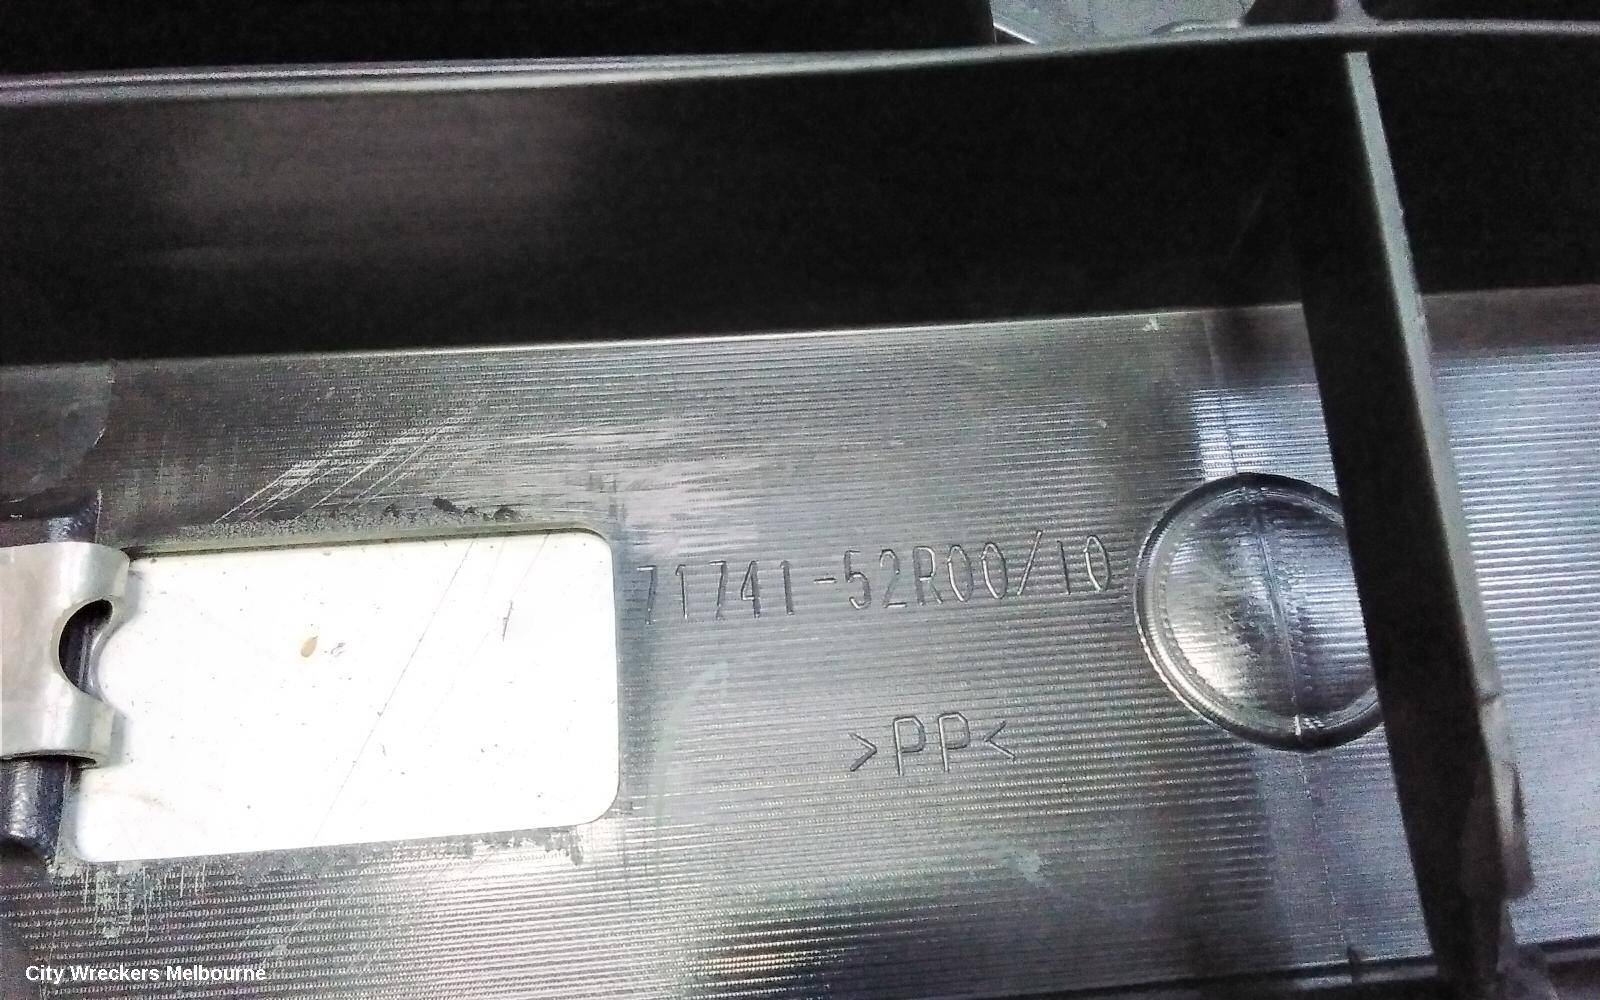 71741-52R00/10
>PP<
City Wreckers Melbourne